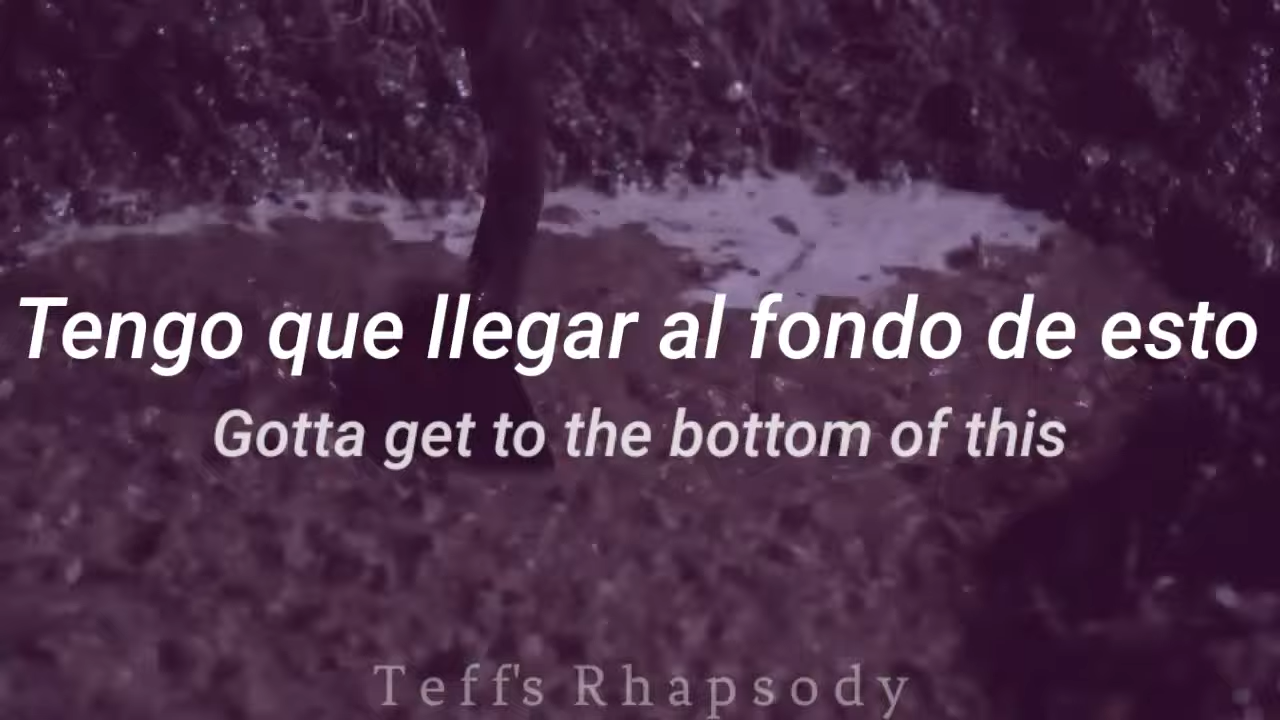 Tengo que llegar al fondo de esto
Gotta get to the bottom of this
Teff's Rhapsody